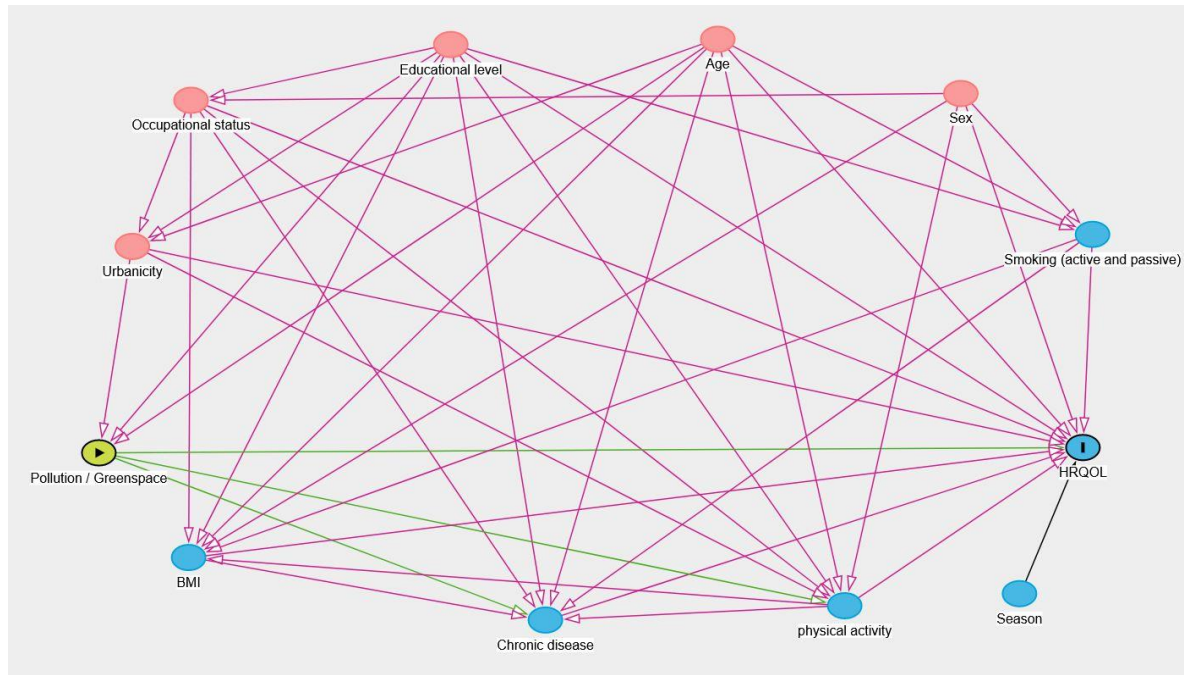 Educational level
Age
Occupational status
Sex
Urbanicity
Smoking (active and passive)
Pollution / Greenspace
HRQOL
BMI
Chronic disease
physical activity
Season